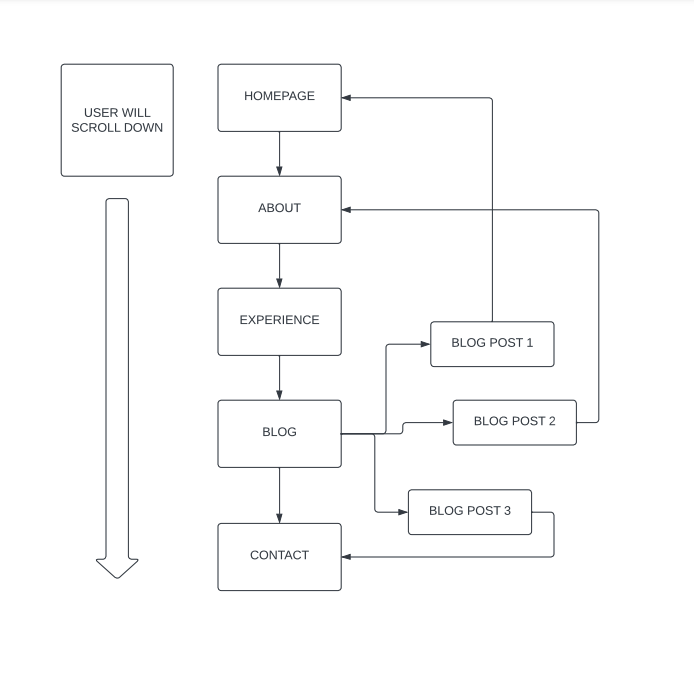 USER WILL
SCROLL DOWN
HOMEPAGE
ABOUT
EXPERIENCE
BLOG
CONTACT
BLOG POST 1
BLOG POST 2
BLOG POST 3